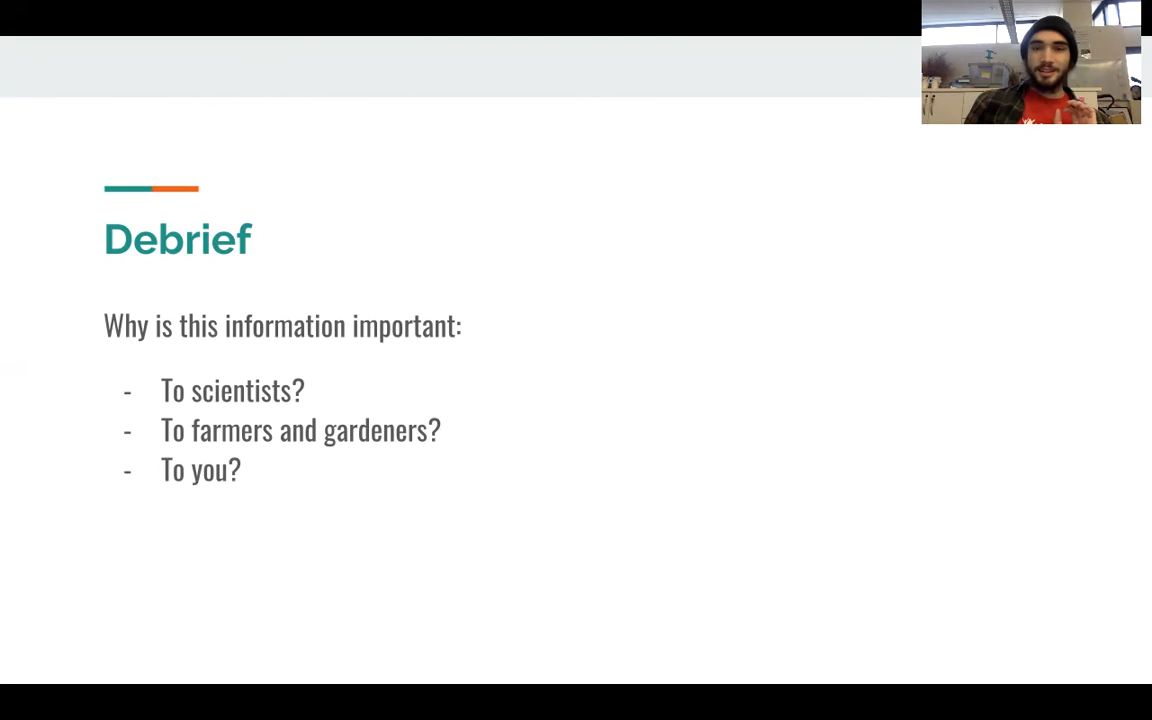 Debrief
Why is this information important:
- To scientists?
- To farmers and gardeners?
- To you?